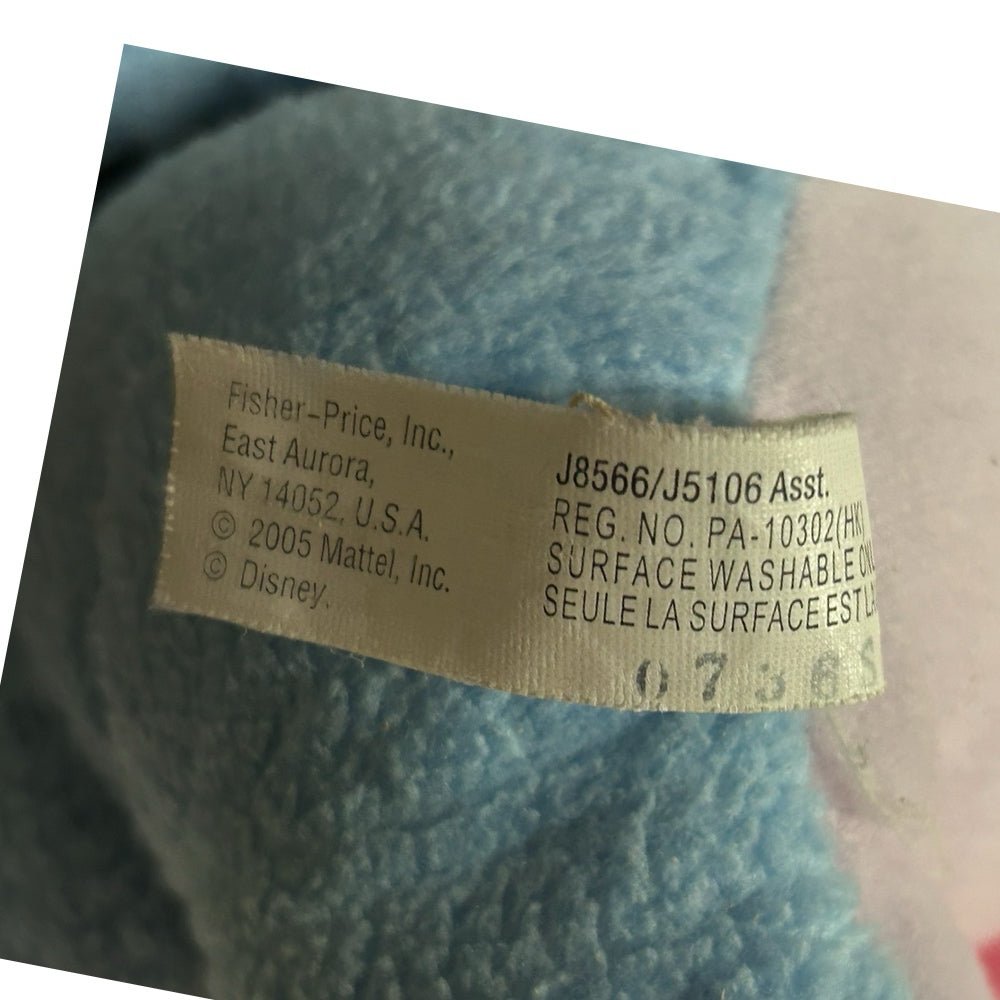 Fisher-Price, Inc.,
East Aurora,
NY 14052, U.S.A.
© 2005 Mattel, Inc.
© Disney.
J8566/J5106 Asst.
REG. NO. PA-10302(HK)
SURFACE WASHABLE
SEULE LA SURFACE EST